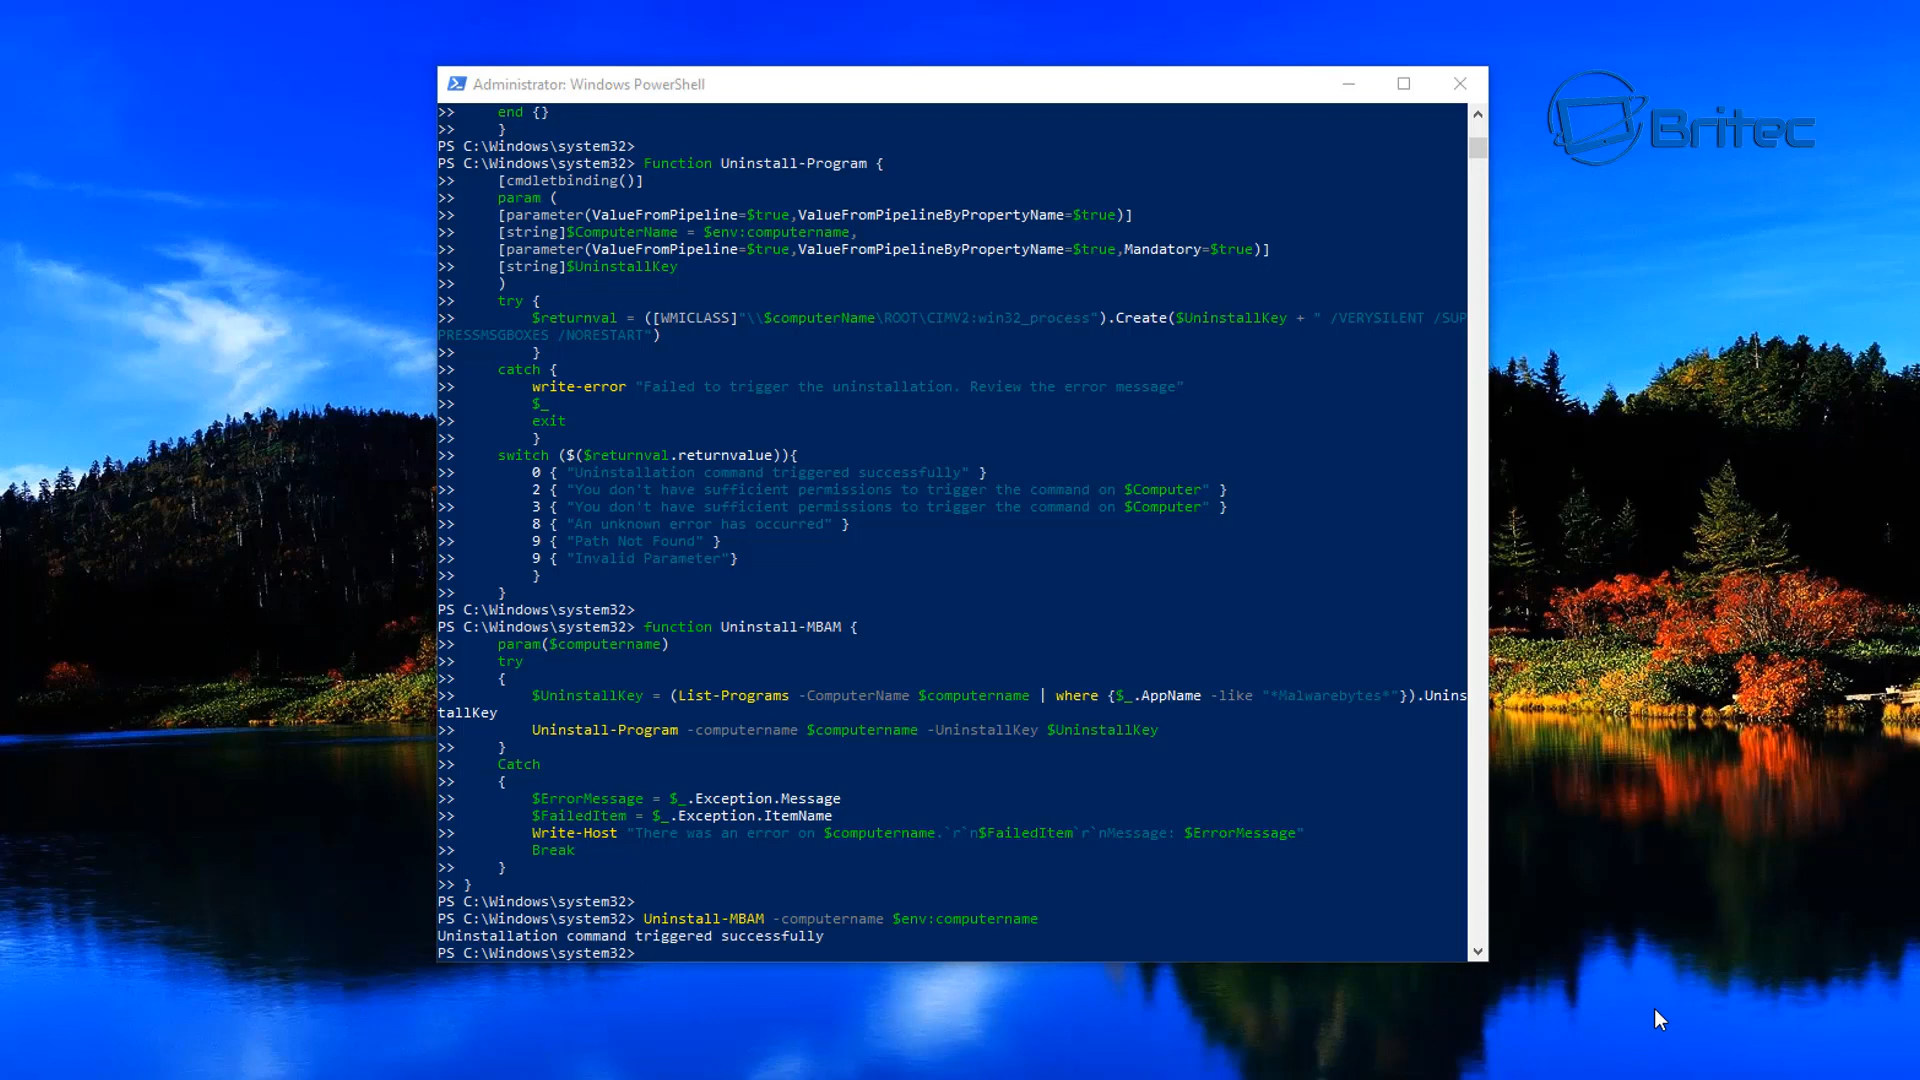 Administrator: Windows PowerShell
Britec
>>     end {}
>>     }
PS C:\Windows\system32>
PS C:\Windows\system32> Function Uninstall-Program {
>>     [cmdletbinding()]
>>     param (
>>     [parameter(ValueFromPipeline=$true,ValueFromPipelineByPropertyName=$true)]
>>     [string]$ComputerName = $env:computername,
>>     [parameter(ValueFromPipeline=$true,ValueFromPipelineByPropertyName=$true,Mandatory=$true)]
>>     [string]$UninstallKey
>>     )
>>     try {
>>         $returnval = ([WMICLASS]"\\$computerName\ROOT\CIMV2:win32_process").Create($UninstallKey + " /VERYSILENT /SUP
PRESSMSGBOXES /NORESTART")
>>         }
>>     catch {
>>         write-error "Failed to trigger the uninstallation. Review the error message"
>>         $_
>>         exit
>>         }
>>     switch ($($returnval.returnvalue)){
>>         0 { "Uninstallation command triggered successfully" }
>>         2 { "You don't have sufficient permissions to trigger the command on $Computer" }
>>         3 { "You don't have sufficient permissions to trigger the command on $Computer" }
>>         8 { "An unknown error has occurred" }
>>         9 { "Path Not Found" }
>>         9 { "Invalid Parameter"}
>>         }
>>     }
PS C:\Windows\system32>
PS C:\Windows\system32> function Uninstall-MBAM {
>>     param($computername)
>>     try
>>     {
>>         $UninstallKey = (List-Programs -ComputerName $computername | where {$_.AppName -like "*Malwarebytes*"}).Unins
tallKey
>>         Uninstall-Program -computername $computername -UninstallKey $UninstallKey
>>     }
>>     Catch
>>     {
>>         $ErrorMessage = $_.Exception.Message
>>         $FailedItem = $_.Exception.ItemName
>>         Write-Host "There was an error on $computername.`r`n$FailedItem`r`nMessage: $ErrorMessage"
>>         Break
>>     }
>> }
PS C:\Windows\system32>
PS C:\Windows\system32> Uninstall-MBAM -computername $env:computername
Uninstallation command triggered successfully
PS C:\Windows\system32>